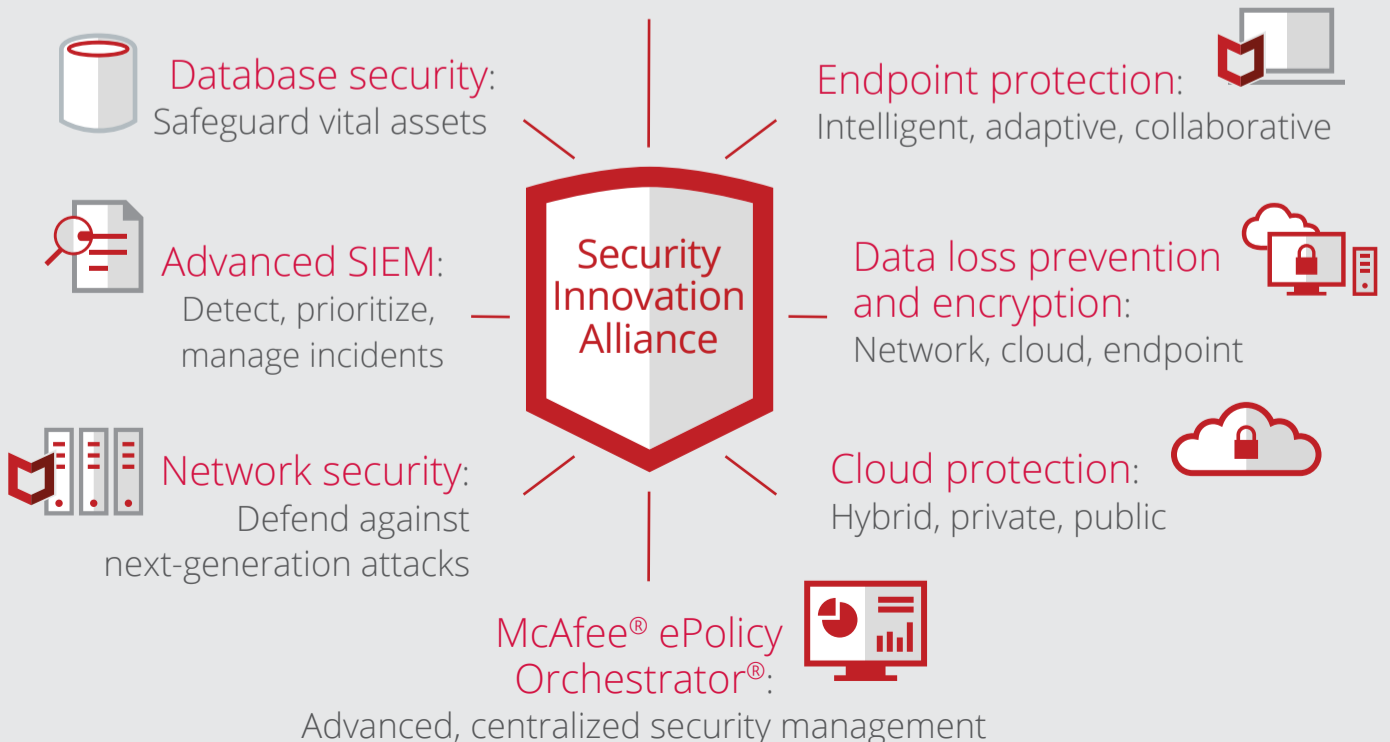 Database security:
Safeguard vital assets
Endpoint protection:
Intelligent, adaptive, collaborative
Advanced SIEM:
Detect, prioritize,
manage incidents
Security
Innovation
Alliance
Data loss prevention
and encryption:
Network, cloud, endpoint
Network security:
Defend against
next-generation attacks
Cloud protection:
Hybrid, private, public
McAfee® ePolicy
Orchestrator®:
Advanced, centralized security management